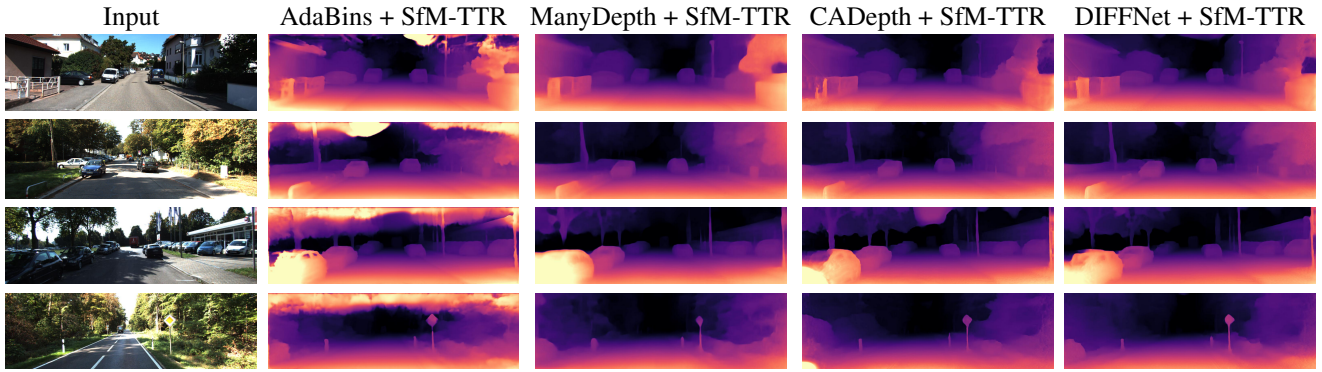 Input AdaBins + SfM-TTR ManyDepth + SfM-TTR CADepth + SfM-TTR DIFFNet + SfM-TTR